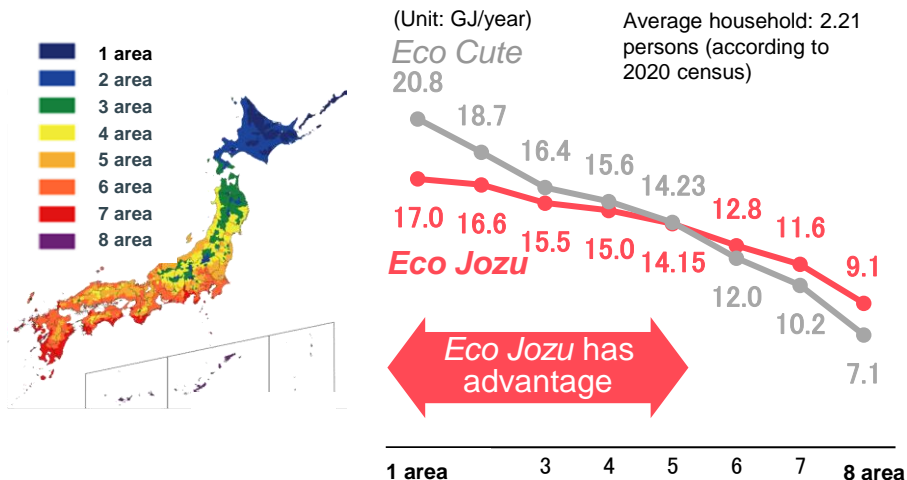 1 area
2 area
3 area
4 area
5 area
6 area
7 area
8 area
(Unit: GJ/year)
Average household: 2.21
persons (according to
2020 census)
Eco Cute
20.8
18.7
16.4
15.6
14.23
12.8
11.6
9.1
17.0
16.6
15.5
15.0
14.15
12.0
10.2
7.1
Eco Jozu
Eco Jozu has
advantage
1 area
3
4
5
6
7
8 area